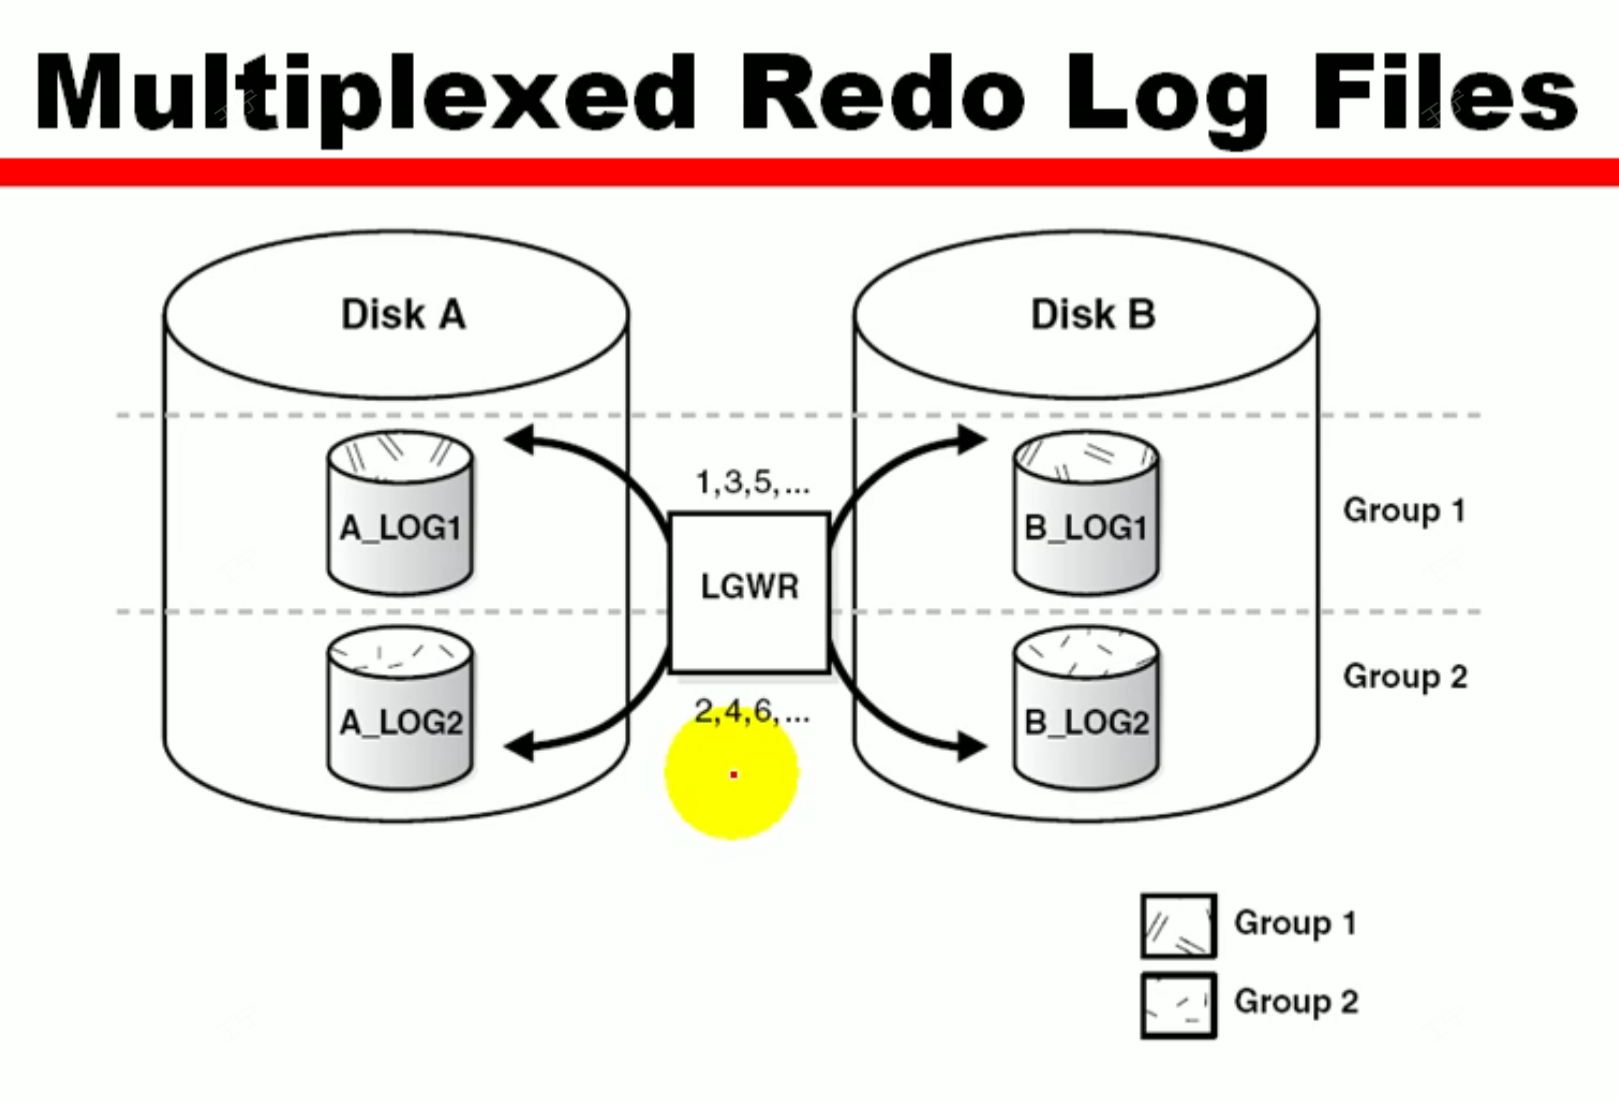 Multiplexed Redo Log Files
Disk A
Disk B
1,3,5,...
A_LOG1
B_LOG1
Group 1
LGWR
2,4,6,...
A_LOG2
B_LOG2
Group 2
Group 1
Group 2